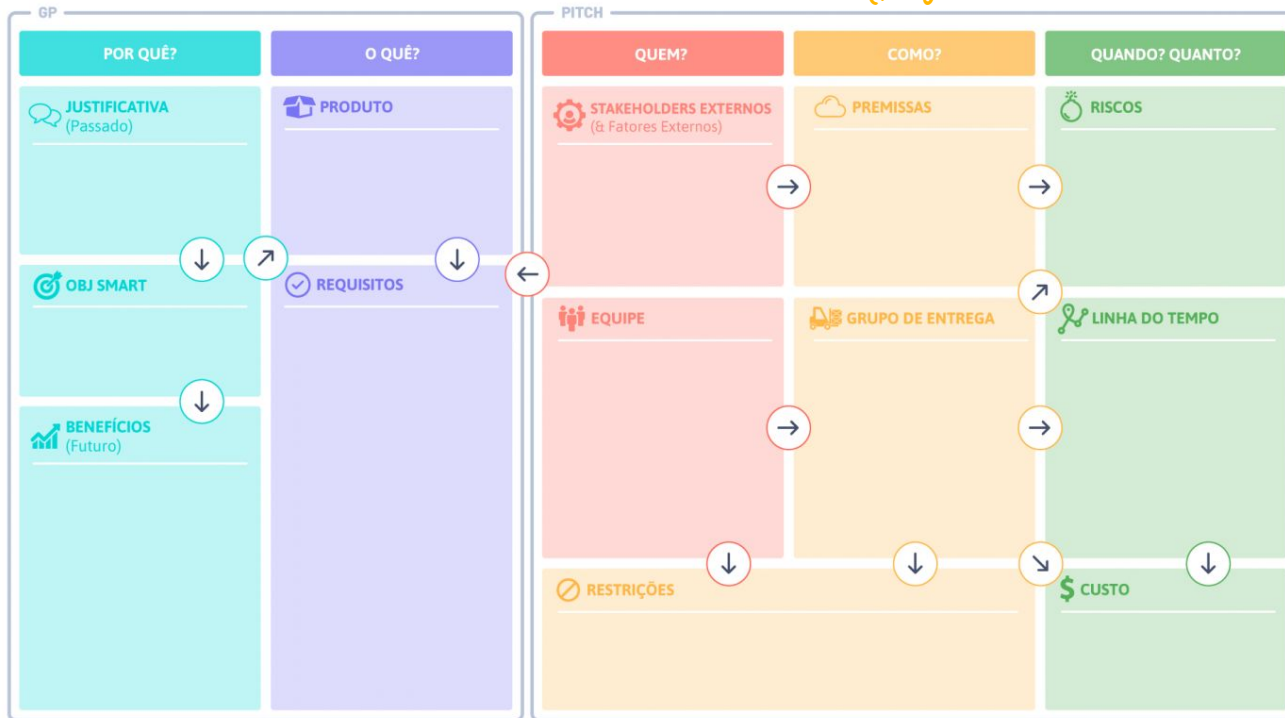 GP
PITCH
POR QUÊ?
O QUÊ?
QUEM?
COMO?
QUANDO? QUANTO?
JUSTIFICATIVA
(Passado)
PRODUTO
STAKEHOLDERS EXTERNOS
(& Fatores Externos)
PREMISSAS
RISCOS
OBJ SMART
REQUISITOS
EQUIPE
GRUPO DE ENTREGA
LINHA DO TEMPO
BENEFÍCIOS
(Futuro)
RESTRIÇÕES
$ CUSTO